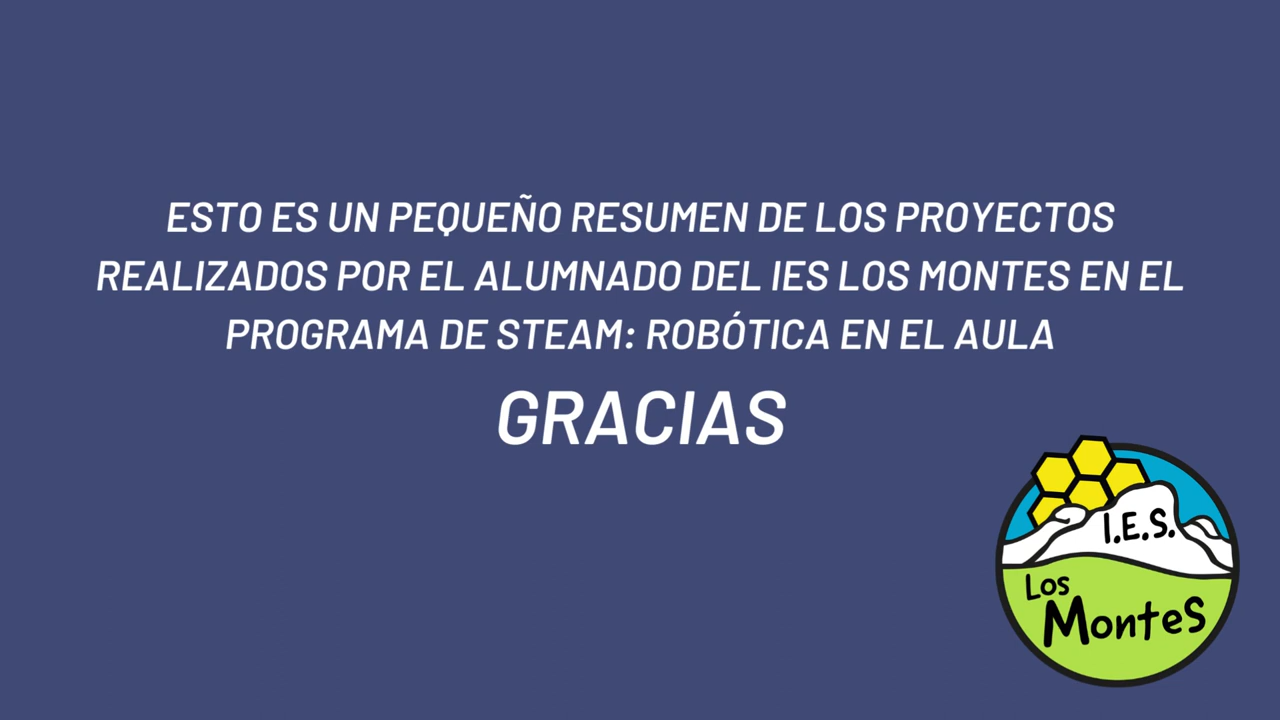 ESTO ES UN PEQUEÑO RESUMEN DE LOS PROYECTOS
REALIZADOS POR EL ALUMNADO DEL IES LOS MONTES EN EL
PROGRAMA DE STEAM: ROBÓTICA EN EL AULA
GRACIAS
I.E.S.
Los
Montes